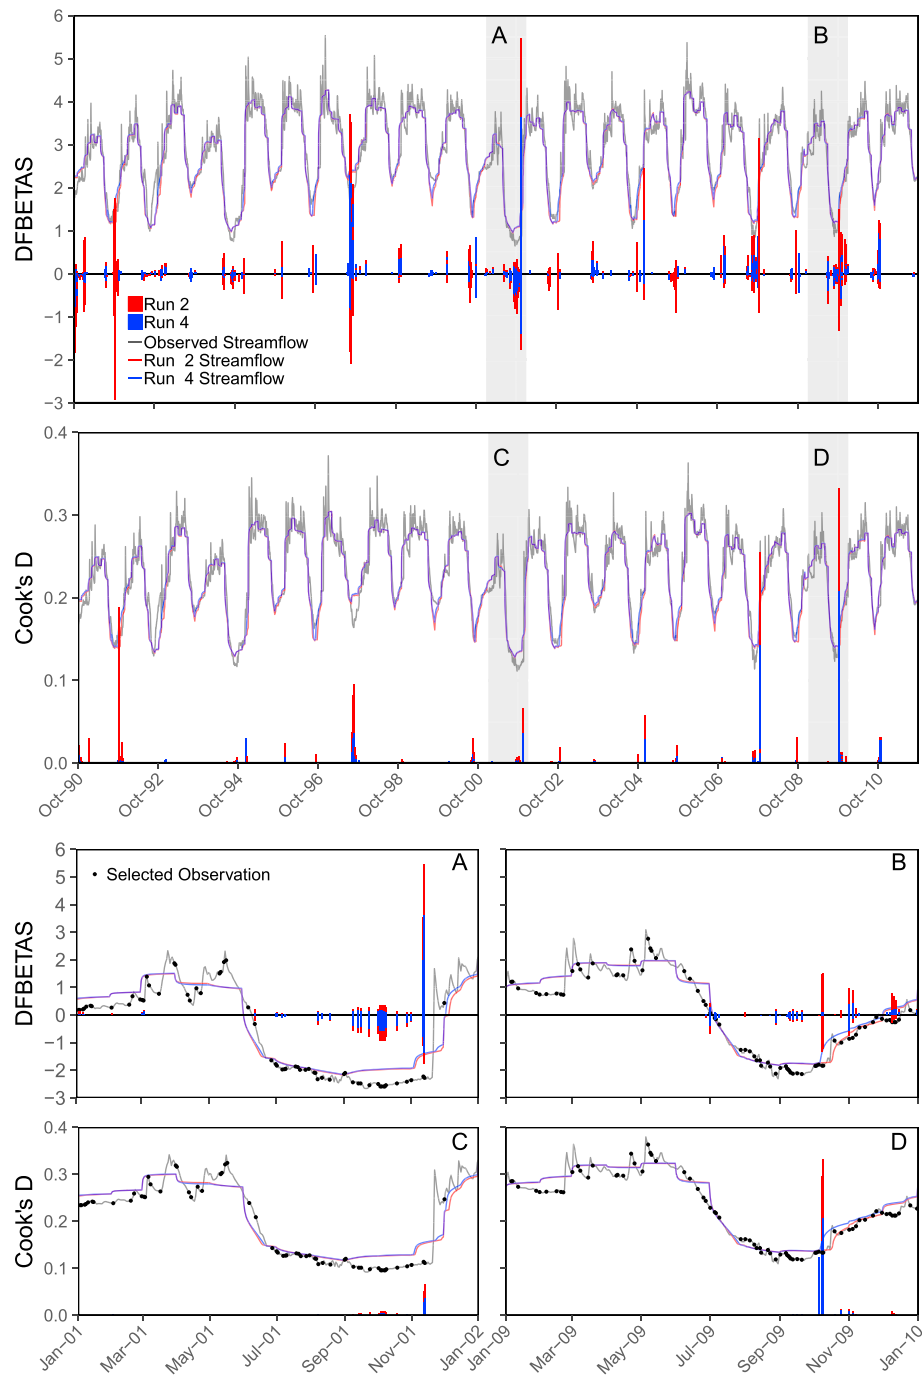 6
5
4
3
2
1
0
−1
−2
−3
DFBETAS
A
B
Run 2
Run 4
Observed Streamflow
Run 2 Streamflow
Run 4 Streamflow
0.4
0.3
0.2
0.1
0.0
Cook's D
C
D
Oct−90
Oct−92
Oct−94
Oct−96
Oct−98
Oct−00
Oct−02
Oct−04
Oct−06
Oct−08
Oct−10
6
5
4
3
2
1
0
−1
−2
−3
DFBETAS
Selected Observation
A
B
0.4
0.3
0.2
0.1
0.0
Cook's D
C
D
Jan−01
Mar−01
May−01
Jul−01
Sep−01
Nov−01
Jan−02
Jan−09
Mar−09
May−09
Jul−09
Sep−09
Nov−09
Jan−10